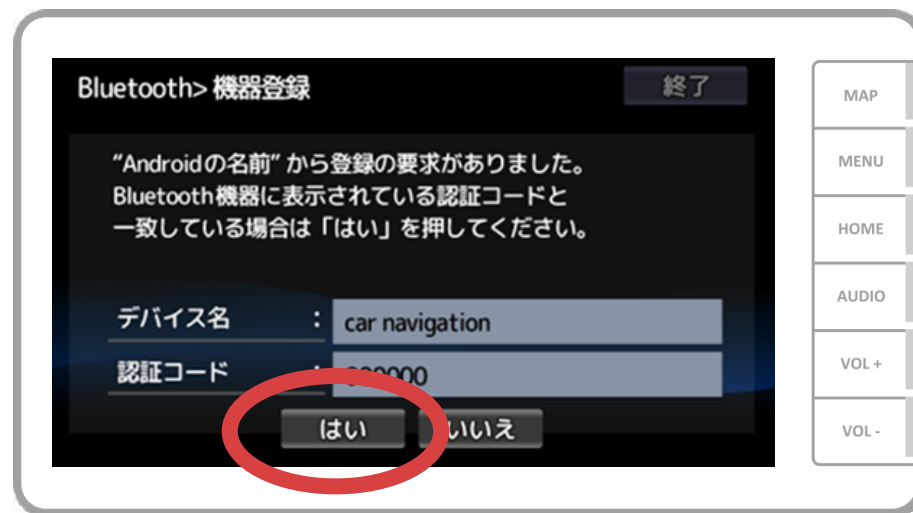 Bluetooth> 機器登録
終了
“Androidの名前” から登録の要求がありました。
Bluetooth機器に表示されている認証コードと
一致している場合は「はい」を押してください。
デバイス名 : car navigation
認証コード : 000000
はい
いいえ
MAP
MENU
HOME
AUDIO
VOL +
VOL -